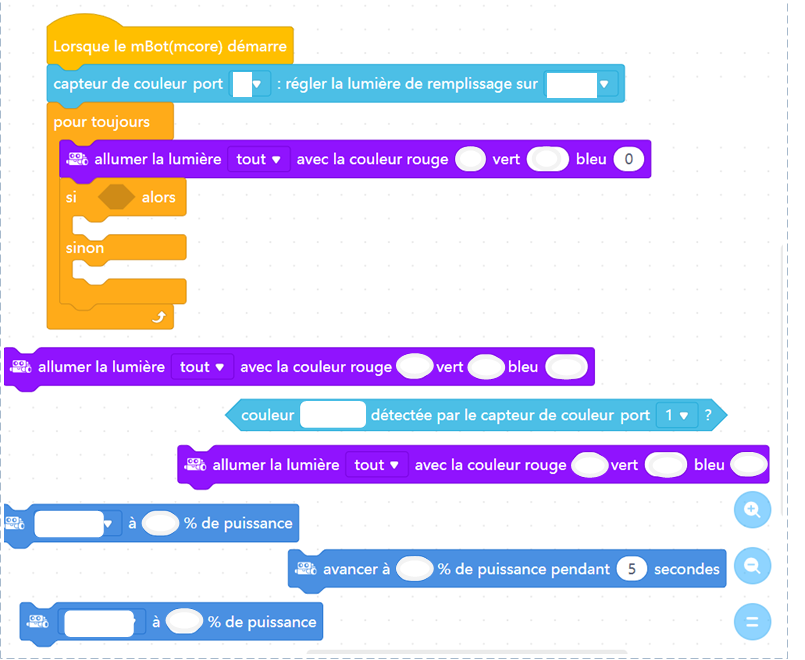 Lorsque le mBot(mcore) démarre
capteur de couleur port : régler la lumière de remplissage sur
pour toujours
allumer la lumière tout avec la couleur rouge vert bleu 0
si alors
sinon
allumer la lumière tout avec la couleur rouge vert bleu
couleur détectée par le capteur de couleur port 1 ?
allumer la lumière tout avec la couleur rouge vert bleu
à % de puissance
avancer à % de puissance pendant 5 secondes
à % de puissance